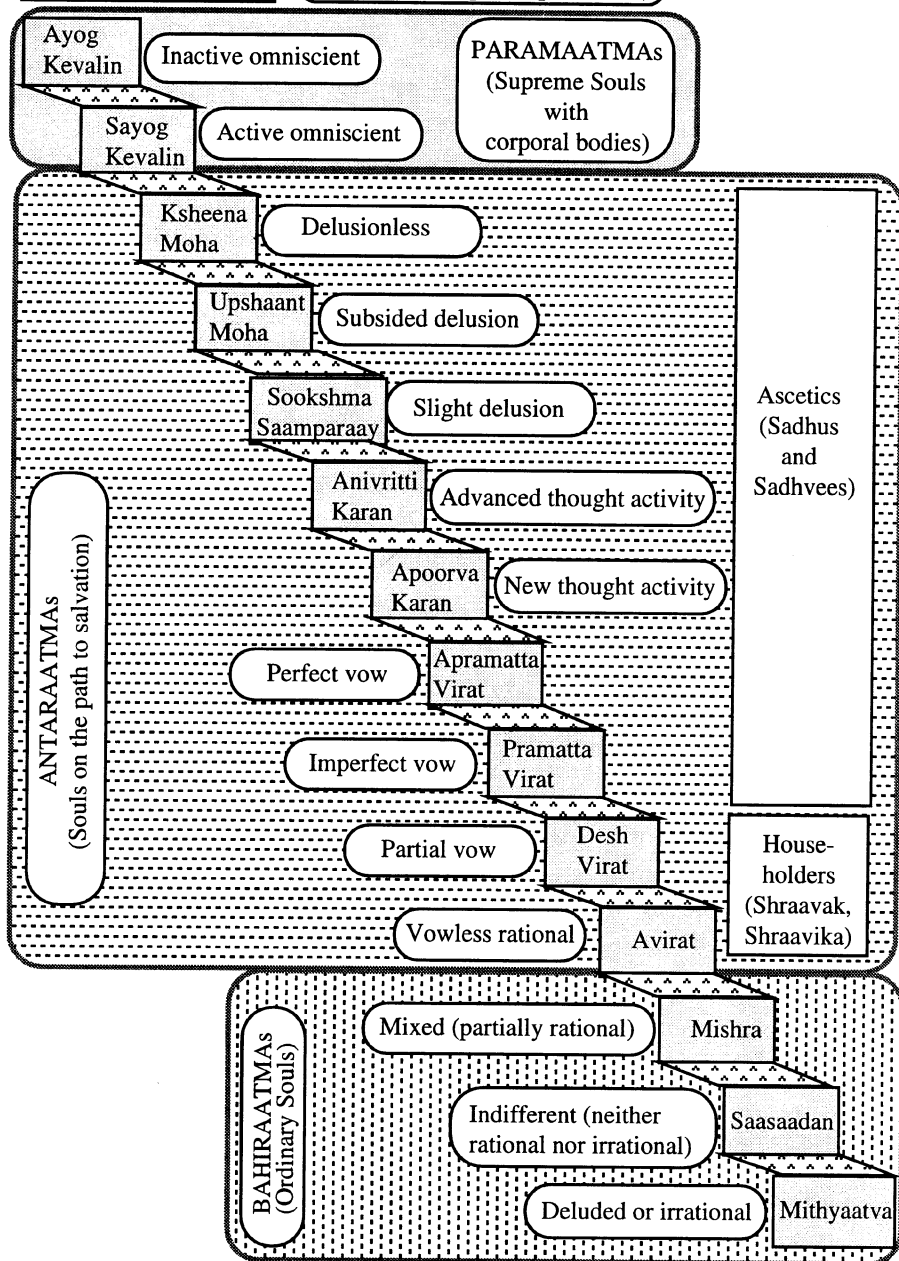 Ayog
Kevalin
Inactive omniscient
PARAMAATMAs
(Supreme Souls
with
corporal bodies)
Sayog
Kevalin
Active omniscient
Ksheena
Moha
Delusionless
Upshaant
Moha
Subsided delusion
Sookshma
Saamparaay
Slight delusion
Ascetics
(Sadhus
and
Sadhvees)
Anivritti
Karan
Advanced thought activity
ANTARAATMAs
(Souls on the path to salvation)
Apoorva
Karan
New thought activity
Perfect vow
Apramatta
Virat
Imperfect vow
Pramatta
Virat
Partial vow
Desh
Virat
House-
holders
(Shraavak,
Shraavika)
Vowless rational
Avirat
BAHIRAATMAs
(Ordinary Souls)
Mixed (partially rational)
Mishra
Indifferent (neither
rational nor irrational)
Saasaadan
Deluded or irrational
Mithyaatva